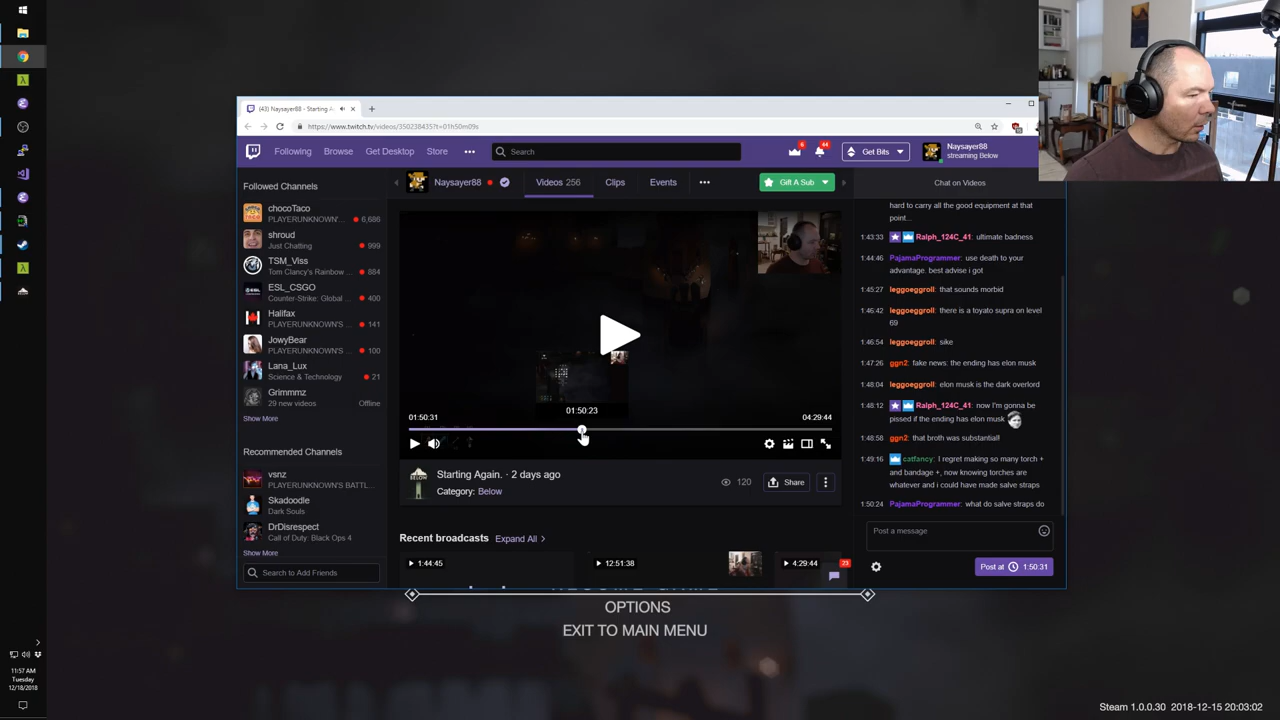 (43) Naysayer88 - Starting A
https://www.twitch.tv/videos/350238435?t=01h50m09s
Following
Browse
Get Desktop
Store
Search
6
44
Get Bits
Naysayer88
streaming Below
Followed Channels
chocoTaco
PLAYERUNKNOWN'... 6,686
shroud
Just Chatting 999
TSM_Viss
Tom Clancy's Rainbow ... 884
ESL_CSGO
Counter-Strike: Global ... 400
Halifax
PLAYERUNKNOWN'S ... 141
JowyBear
PLAYERUNKNOWN'S ... 100
Lana_Lux
Science & Technology 21
Grimmmz
29 new videos Offline
Show More
Recommended Channels
vsnz
PLAYERUNKNOWN'S BATTL...
Skadoodle
Dark Souls
DrDisrespect
Call of Duty: Black Ops 4
Show More
Search to Add Friends
Naysayer88
Videos 256
Clips
Events
Gift A Sub
01:50:23
01:50:31
04:29:44
Starting Again. · 2 days ago
Category: Below
120
Share
Recent broadcasts Expand All
1:44:45
12:51:38
4:29:44
23
Chat on Videos
hard to carry all the good equipment at that
point...
1:43:33 Ralph_124C_41: ultimate badness
1:44:46 PajamaProgrammer: use death to your
advantage. best advise i got
1:45:27 leggoeggroll: that sounds morbid
1:46:42 leggoeggroll: there is a toyato supra on level
69
1:46:54 leggoeggroll: sike
1:47:26 ggn2: fake news: the ending has elon musk
1:48:04 leggoeggroll: elon musk is the dark overlord
1:48:12 Ralph_124C_41: now I'm gonna be
pissed if the ending has elon musk
1:48:58 ggn2: that broth was substantial!
1:49:16 catfancy: I regret making so many torch +
and bandage +, now knowing torches are
whatever and i could have made salve straps
1:50:24 PajamaProgrammer: what do salve straps do
Post a message
Post at 1:50:31
OPTIONS
EXIT TO MAIN MENU
11:57 AM
Tuesday
12/18/2018
Steam 1.0.0.30 2018-12-15 20:03:02